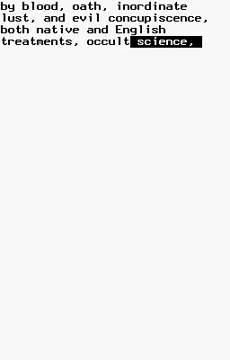 by blood, oath, inordinate
lust, and evil concupiscence,
both native and English
treatments, occult science,